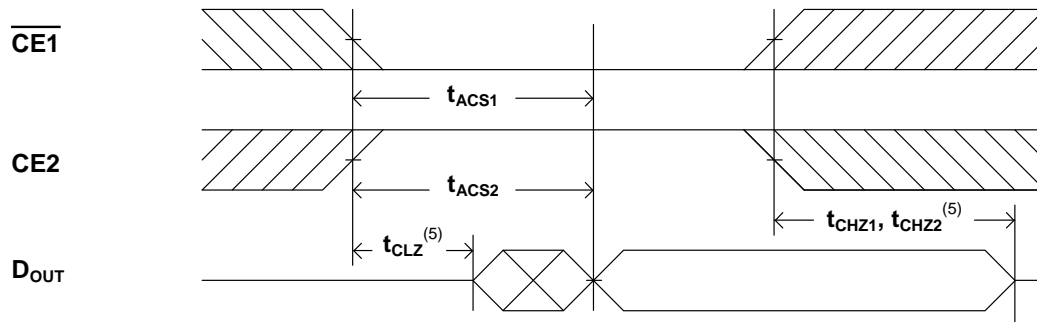 CE1
tACS1
CE2
tACS2
tCHZ1, tCHZ2(5)
tCLZ(5)
DOUT